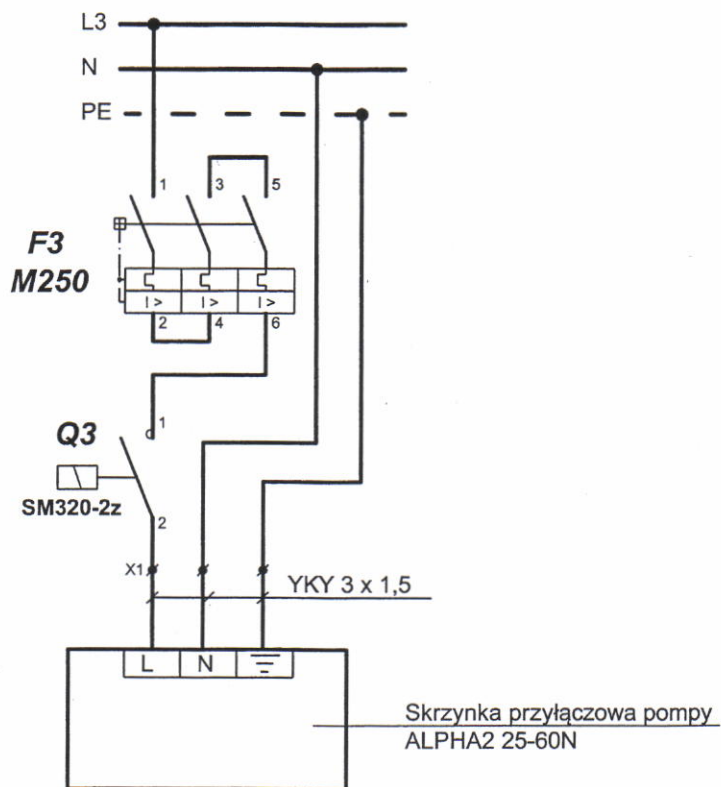 L3
N
PE
1 3 5
F3
M250
I > I > I >
2 4 6
Q3
1
SM320-2z
2
X1
YKY 3 x 1,5
L N
Skrzynka przyłączowa pompy
ALPHA2 25-60N